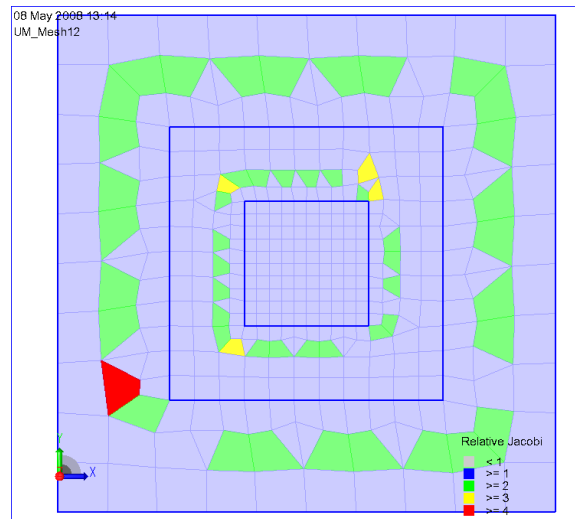 08 May 2008 13:14
UM_Mesh12
Relative Jacobi
< 1
>= 1
>= 2
>= 3
>= 4
Y
X